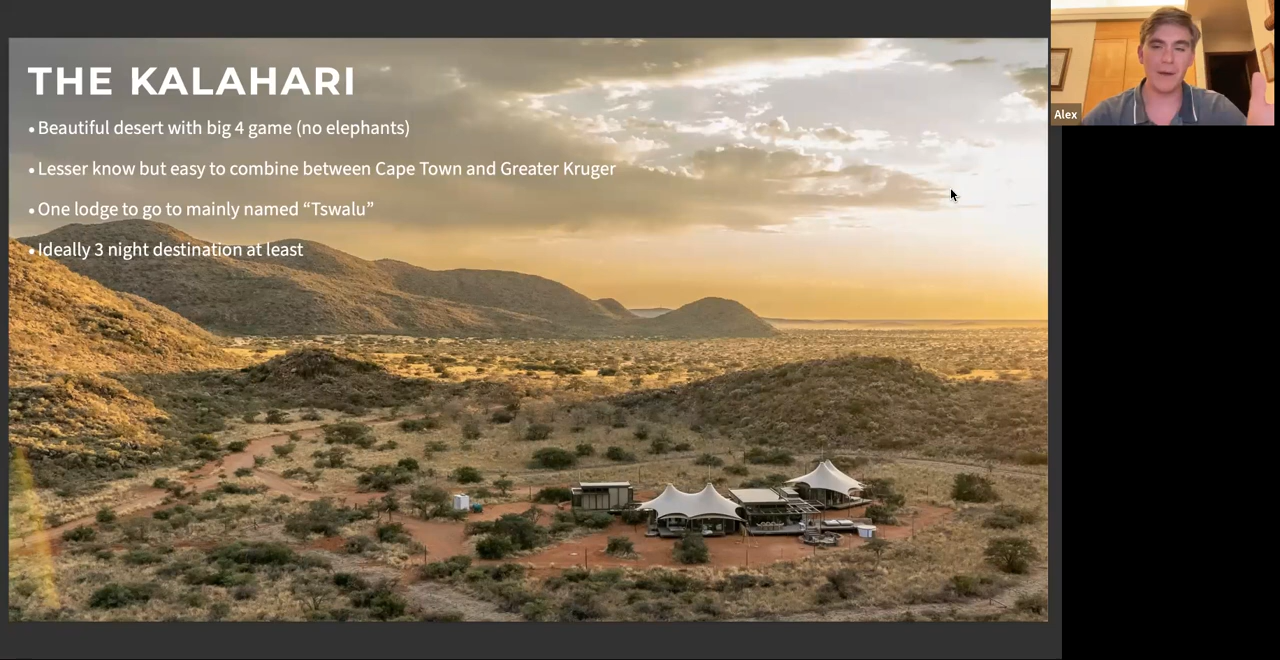 THE KALAHARI
• Beautiful desert with big 4 game (no elephants)
• Lesser know but easy to combine between Cape Town and Greater Kruger
• One lodge to go to mainly named “Tswalu”
• Ideally 3 night destination at least
Alex